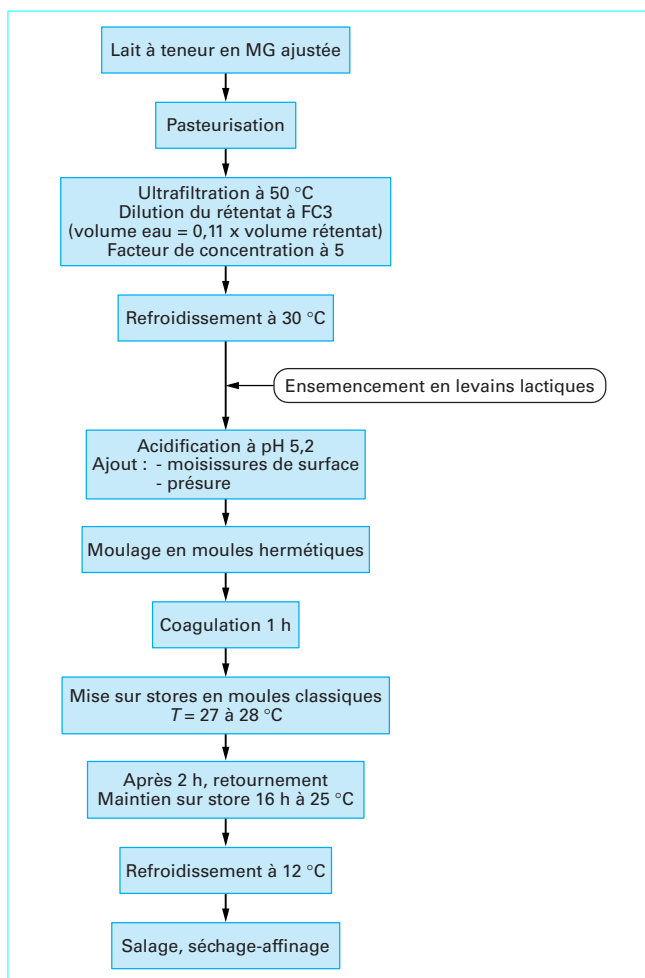 Lait à teneur en MG ajustée
Pasteurisation
Ultrafiltration à 50 °C
Dilution du rétentat à FC3
(volume eau = 0,11 x volume rétentat)
Facteur de concentration à 5
Refroidissement à 30 °C
Ensemencement en levains lactiques
Acidification à pH 5,2
Ajout : - moisissures de surface
- présure
Moulage en moules hermétiques
Coagulation 1 h
Mise sur stores en moules classiques
T = 27 à 28 °C
Après 2 h, retournement
Maintien sur store 16 h à 25 °C
Refroidissement à 12 °C
Salage, séchage-affinage